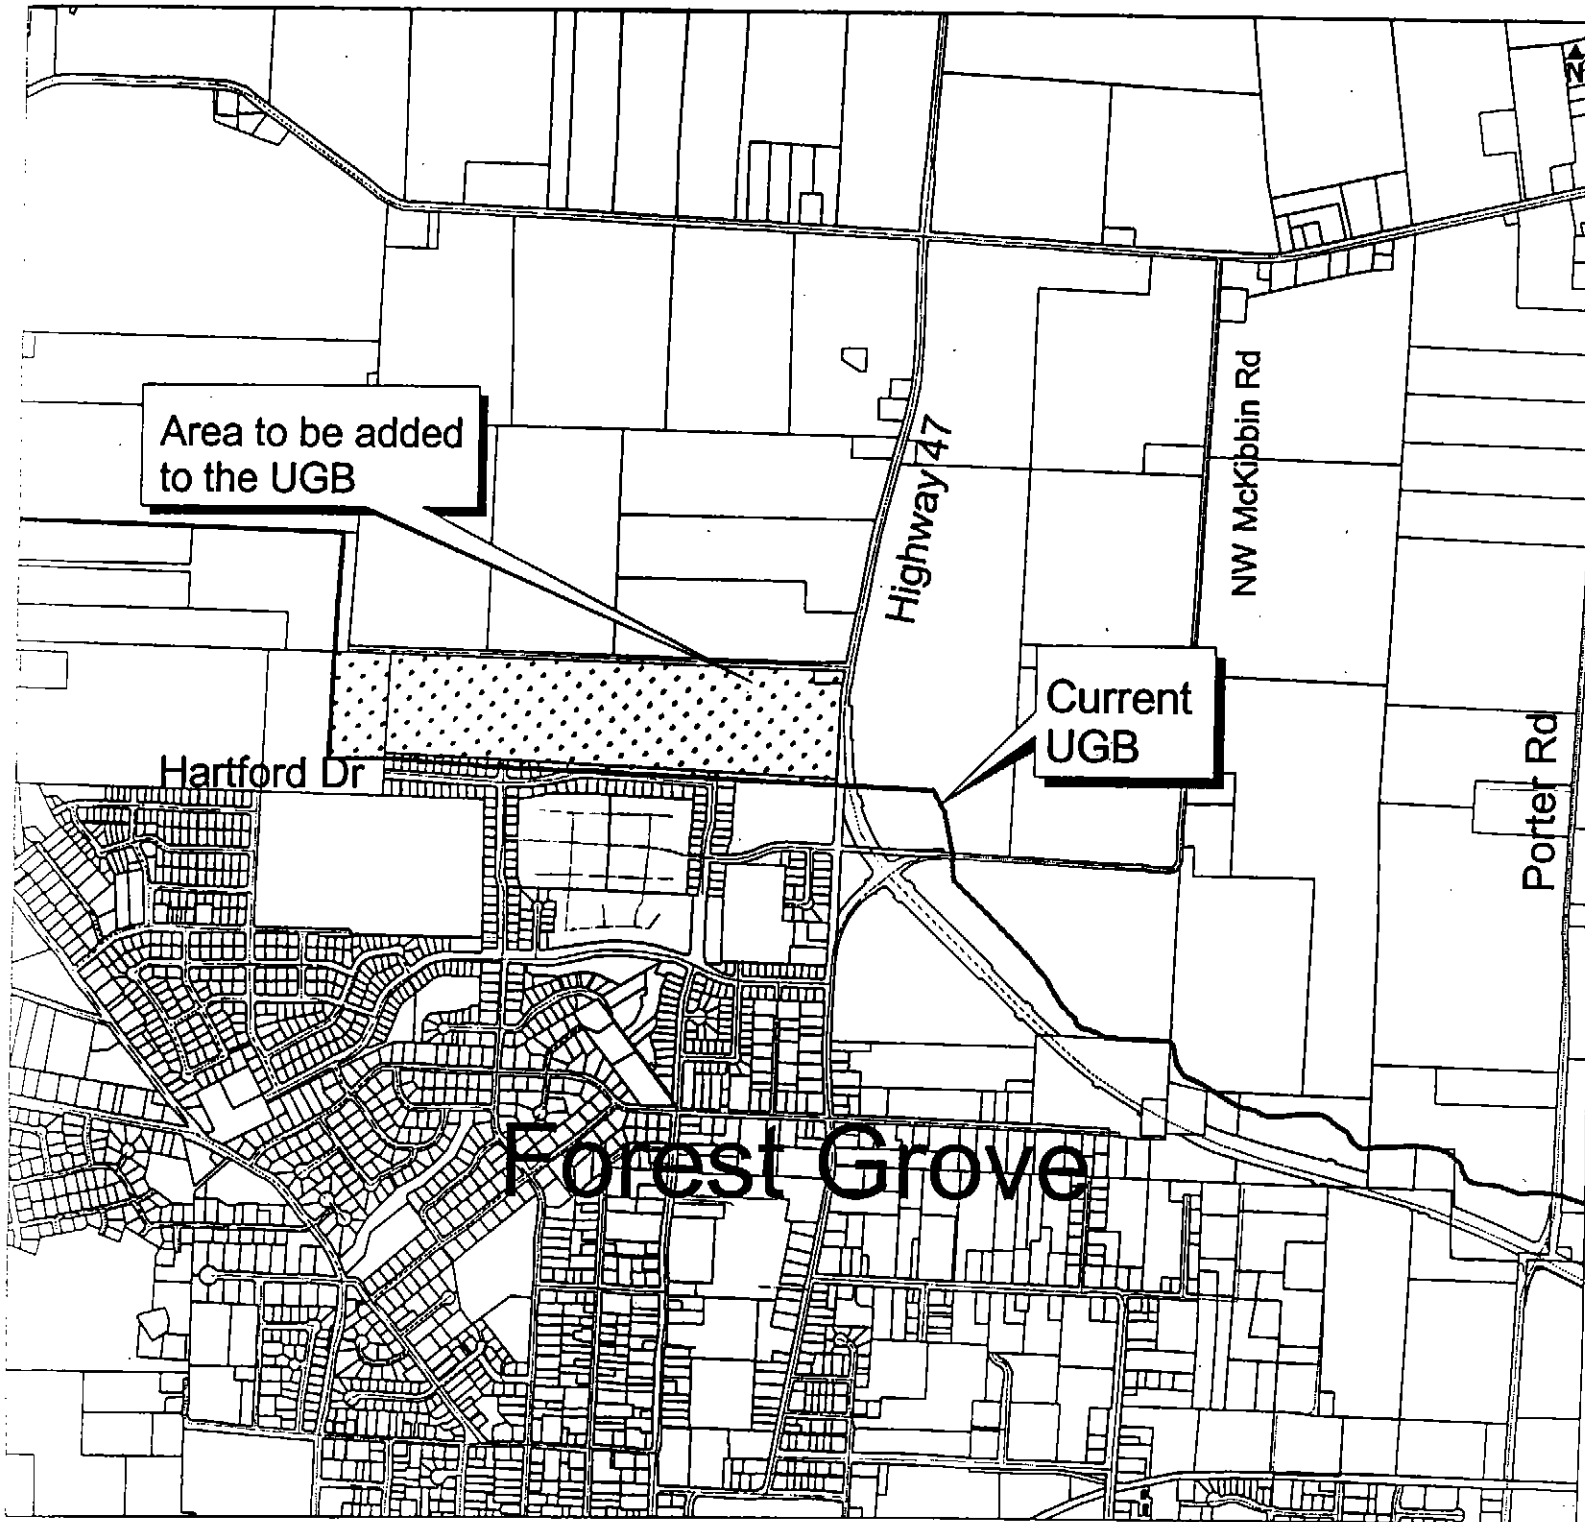 N
Area to be added
to the UGB
Highway 47
NW McKibbin Rd
Current
UGB
Hartford Dr
Porter Rd
Forest Grove